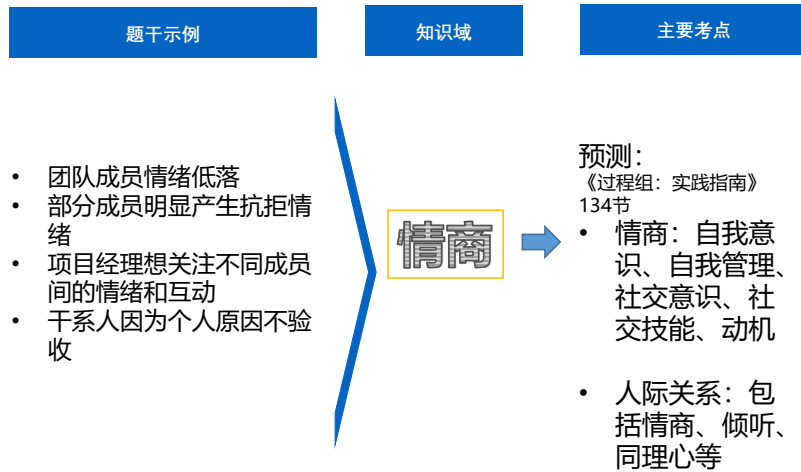 题干示例
知识域
主要考点
• 团队成员情绪低落
• 部分成员明显产生抗拒情
绪
• 项目经理想关注不同成员
间的情绪和互动
• 干系人因为个人原因不验
收
情商
预测：
《过程组：实践指南》
134节
• 情商：自我意
识、自我管理、
社交意识、社
交技能、动机
• 人际关系：包
括情商、倾听、
同理心等